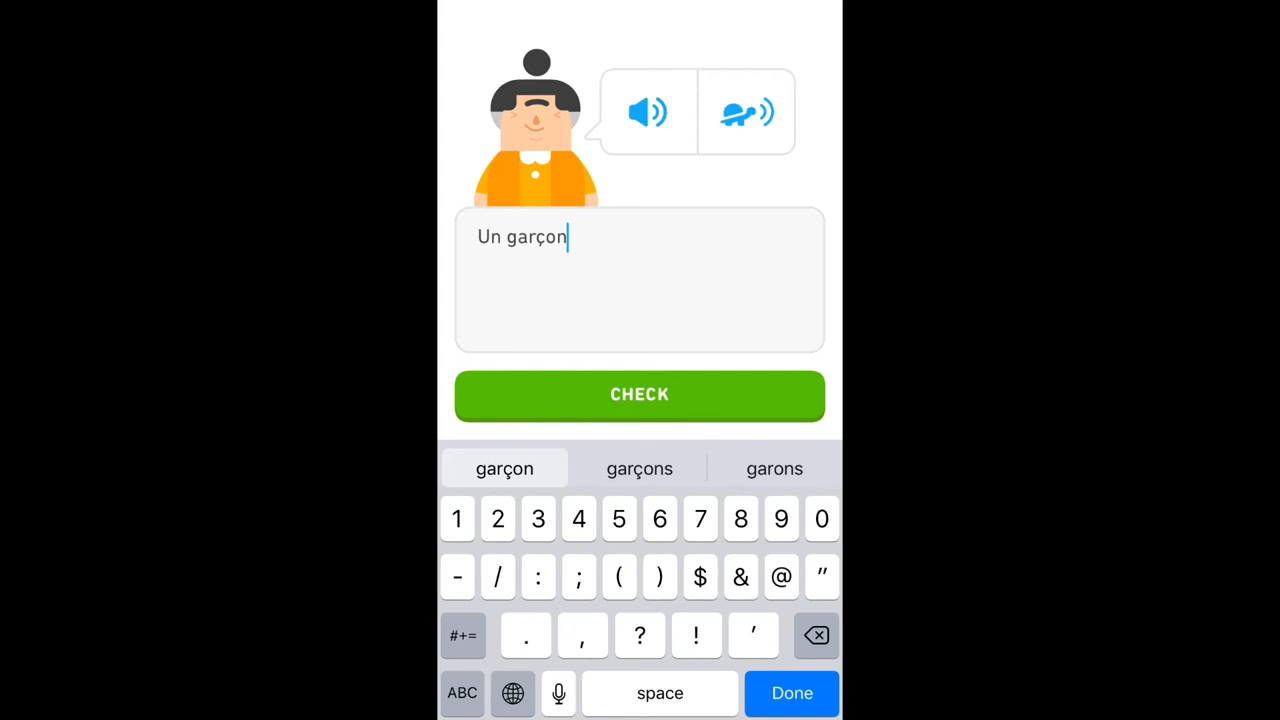 Un garçon
CHECK
garçon garçons garons
1 2 3 4 5 6 7 8 9 0
- / : ; ( ) $ & @ ”
#+= . , ? ! ’
ABC space Done